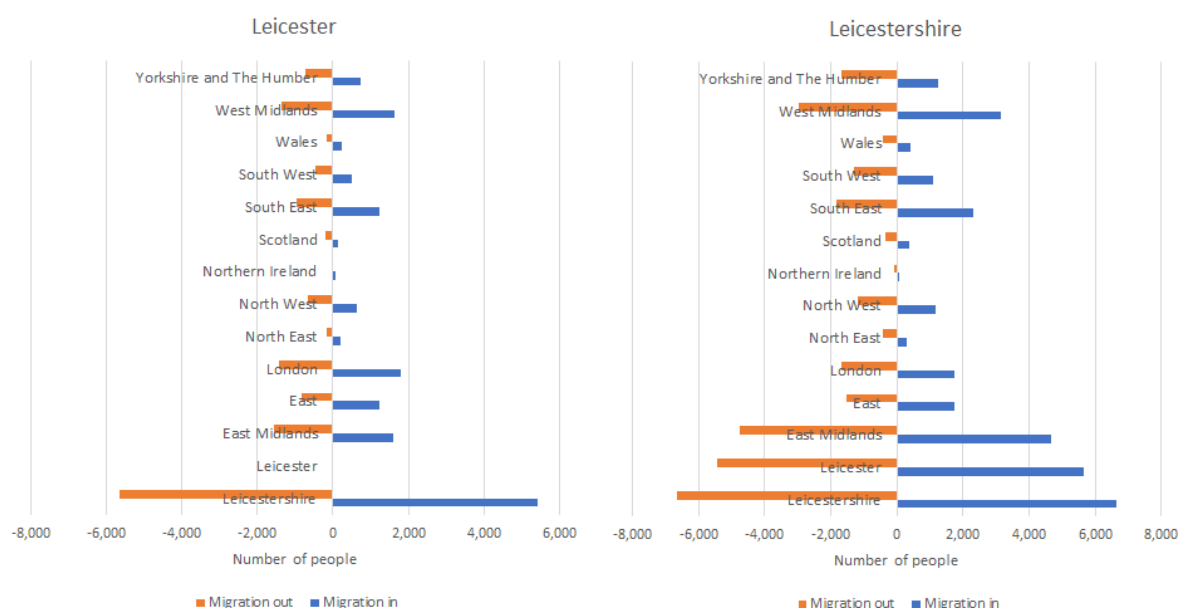 Leicester
Yorkshire and The Humber
West Midlands
Wales
South West
South East
Scotland
Northern Ireland
North West
North East
London
East
East Midlands
Leicester
Leicestershire
-8,000 -6,000 -4,000 -2,000 0 2,000 4,000 6,000
Number of people
Migration out Migration in
Leicestershire
Yorkshire and The Humber
West Midlands
Wales
South West
South East
Scotland
Northern Ireland
North West
North East
London
East
East Midlands
Leicester
Leicestershire
-8,000 -6,000 -4,000 -2,000 0 2,000 4,000 6,000 8,000
Number of people
Migration out Migration in